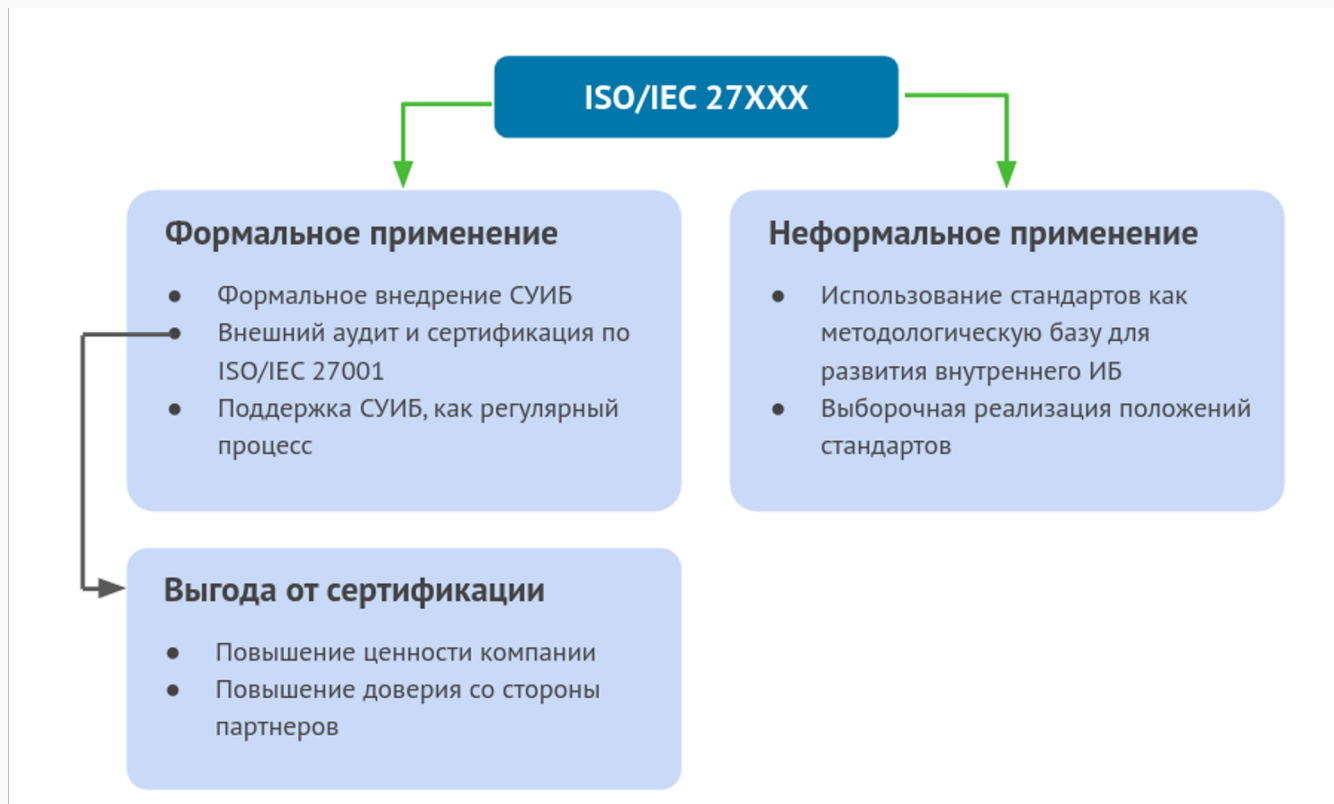 ISO/IEC 27XXX
Формальное применение
● Формальное внедрение СУИБ
● Внешний аудит и сертификация по
ISO/IEC 27001
● Поддержка СУИБ, как регулярный
процесс
Неформальное применение
● Использование стандартов как
методологическую базу для
развития внутреннего ИБ
● Выборочная реализация положений
стандартов
Выгода от сертификации
● Повышение ценности компании
● Повышение доверия со стороны
партнеров